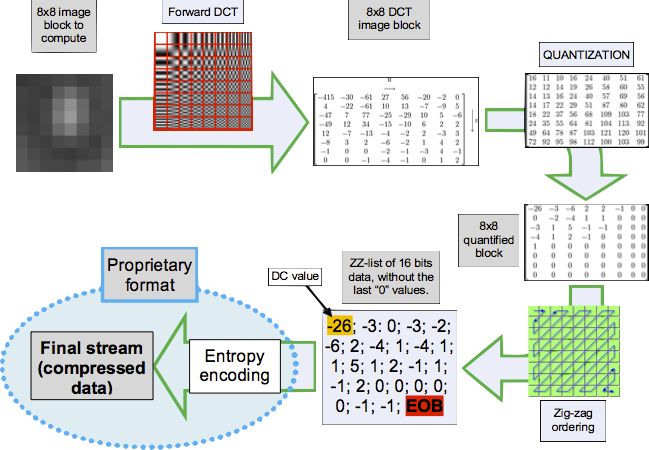 8x8 image
block to
compute
Forward DCT
8x8 DCT
image block
QUANTIZATION
-415 -30 -61 27 56 -20 -2 0
4 -22 -61 10 13 -7 -9 5
-47 7 77 -25 -29 10 5 -6
-49 12 34 -15 -10 6 2 2
12 -7 -13 -4 -2 2 -3 3
-8 3 2 -6 -2 1 4 2
-1 0 0 -2 -1 -3 4 -1
0 0 -1 -4 -1 0 1 2
16 11 10 16 24 40 51 61
12 12 14 19 26 58 60 55
14 13 16 24 40 57 69 56
14 17 22 29 51 87 80 62
18 22 37 56 68 109 103 77
24 35 55 64 81 104 113 92
49 64 78 87 103 121 120 101
72 92 95 98 112 100 103 99
8x8
quantified
block
-26 -3 -6 2 2 -1 0 0
0 -2 -4 1 1 0 0 0
-3 1 5 -1 -1 0 0 0
-4 1 2 -1 0 0 0 0
1 0 0 0 0 0 0 0
0 0 0 0 0 0 0 0
0 0 0 0 0 0 0 0
0 0 0 0 0 0 0 0
Zig-zag
ordering
ZZ-list of 16 bits
data, without the
last "0" values.
DC value
-26; -3: 0; -3; -2;
-6; 2; -4; 1; -4; 1;
1; 5; 1; 2; -1; 1;
-1; 2; 0; 0; 0; 0;
0; -1; -1; EOB
Proprietary
format
Entropy
encoding
Final stream
(compressed
data)